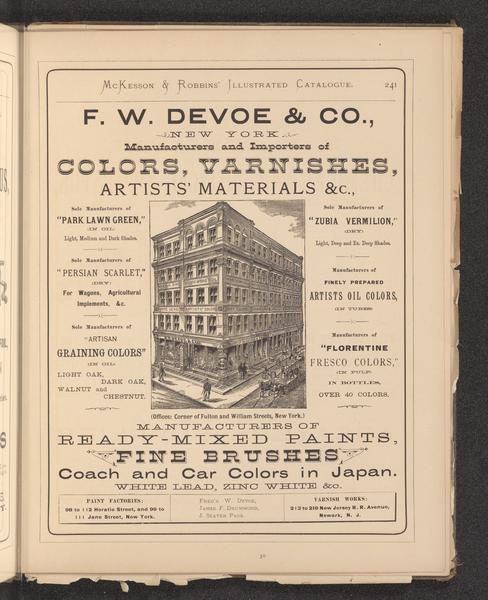 McKesson & Robbins' Illustrated Catalogue.
241
F. W. DEVOE & CO.,
NEW YORK
Manufacturers and Importers of
COLORS, VARNISHES,
ARTISTS' MATERIALS &c.,
Sole Manufacturers of
"PARK LAWN GREEN,"
(IN OIL)
Light, Medium and Dark Shades.
Sole Manufacturers of
"PERSIAN SCARLET,"
(DRY)
For Wagons, Agricultural
Implements, &c.
Sole Manufacturers of
"ARTISAN
GRAINING COLORS"
(IN OIL)
LIGHT OAK,
DARK OAK,
WALNUT and
CHESTNUT.
Sole Manufacturers of
"ZUBIA VERMILION,"
(DRY)
Light, Deep and Ex. Deep Shades.
Manufacturers of
FINELY PREPARED
ARTISTS OIL COLORS,
(IN TUBES)
Manufacturers of
"FLORENTINE
FRESCO COLORS,"
(IN PULP)
IN BOTTLES,
OVER 40 COLORS.
(Offices: Corner of Fulton and William Streets, New York.)
MANUFACTURERS OF
READY-MIXED PAINTS,
FINE BRUSHES
Coach and Car Colors in Japan.
WHITE LEAD, ZINC WHITE &c.
PAINT FACTORIES:
98 to 112 Horatio Street, and 99 to
111 Jane Street, New York.
Fred'k W. Devoe,
James F. Drummond,
J. Seaver Page.
VARNISH WORKS:
212 to 210 New Jersey R. R. Avenue,
Newark, N. J.